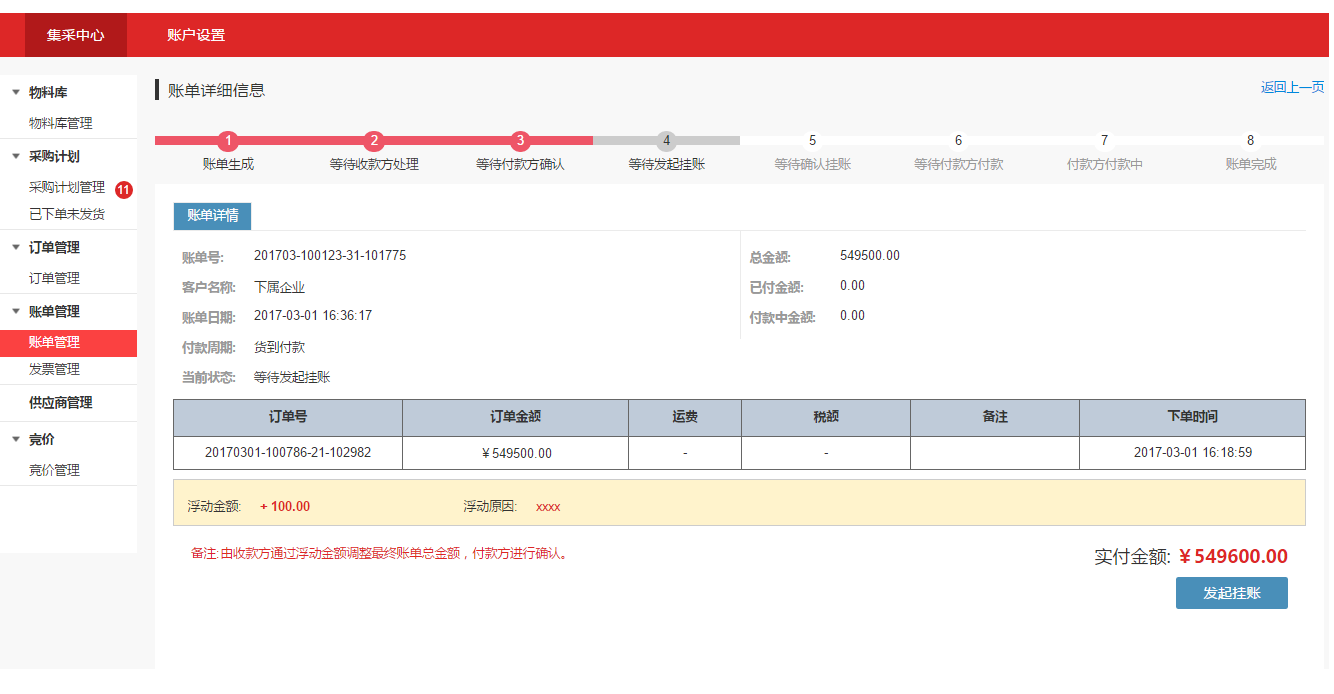 集采中心 账户设置
物料库
物料库管理
采购计划
采购计划管理 11
已下单未发货
订单管理
订单管理
账单管理
账单管理
发票管理
供应商管理
竞价
竞价管理
账单详细信息 返回上一页
1 2 3 4 5 6 7 8
账单生成 等待收款方处理 等待付款方确认 等待发起挂账 等待确认挂账 等待付款方付款 付款方付款中 账单完成
账单详情
账单号: 201703-100123-31-101775 总金额: 549500.00
客户名称: 下属企业 已付金额: 0.00
账单日期: 2017-03-01 16:36:17 付款中金额: 0.00
付款周期: 货到付款
当前状态: 等待发起挂账
订单号 订单金额 运费 税额 备注 下单时间
20170301-100786-21-102982 ¥549500.00 - - 2017-03-01 16:18:59
浮动金额: + 100.00 浮动原因: xxxx
备注:由收款方通过浮动金额调整最终账单总金额，付款方进行确认。
实付金额: ¥549600.00
发起挂账